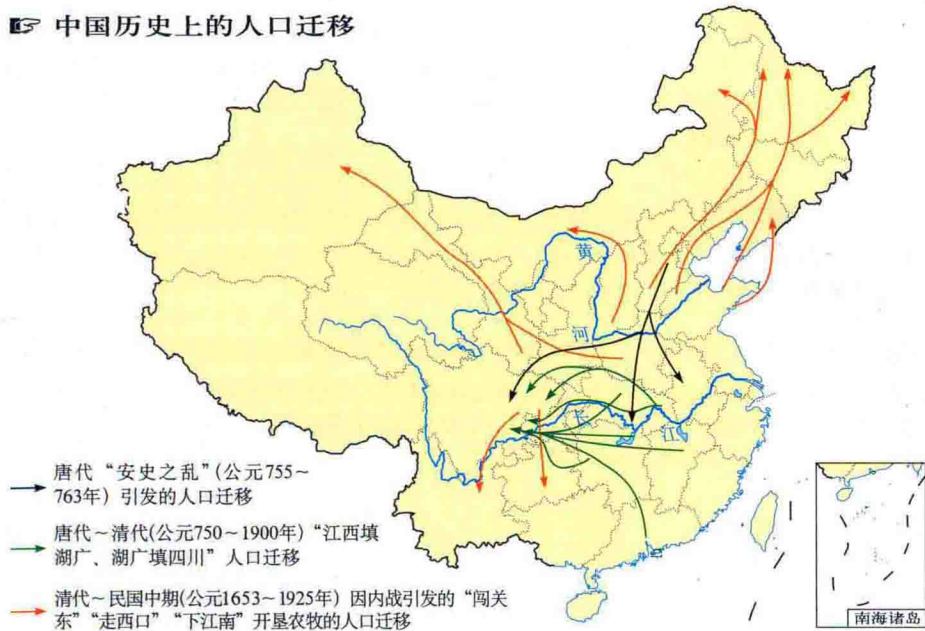 ☞ 中国历史上的人口迁移
黄
河
长
江
唐代“安史之乱”(公元755～
763年）引发的人口迁移
唐代～清代(公元750～1900年)“江西填
湖广、湖广填四川”人口迁移
清代～民国中期(公元1653～1925年）因内战引发的“闯关
东”“走西口”“下江南”开垦农牧的人口迁移
南海诸岛